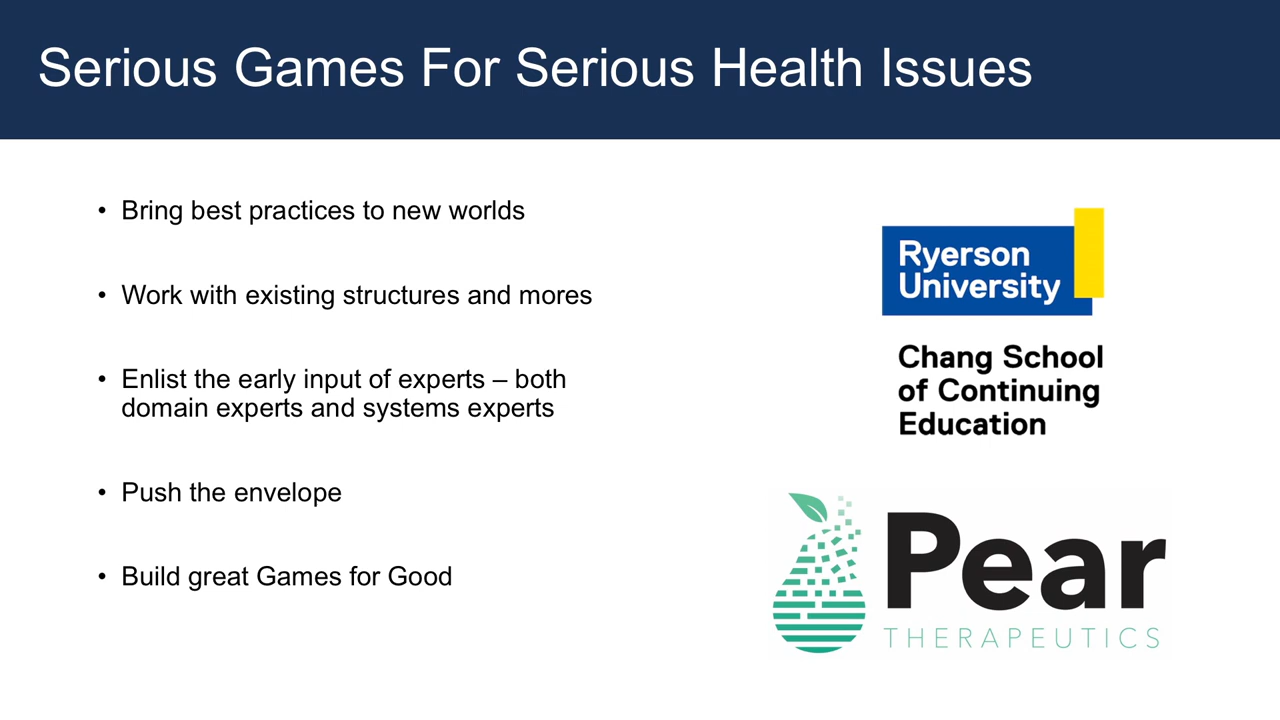 Serious Games For Serious Health Issues
• Bring best practices to new worlds
• Work with existing structures and mores
• Enlist the early input of experts – both
domain experts and systems experts
• Push the envelope
• Build great Games for Good
Ryerson
University
Chang School
of Continuing
Education
Pear
THERAPEUTICS